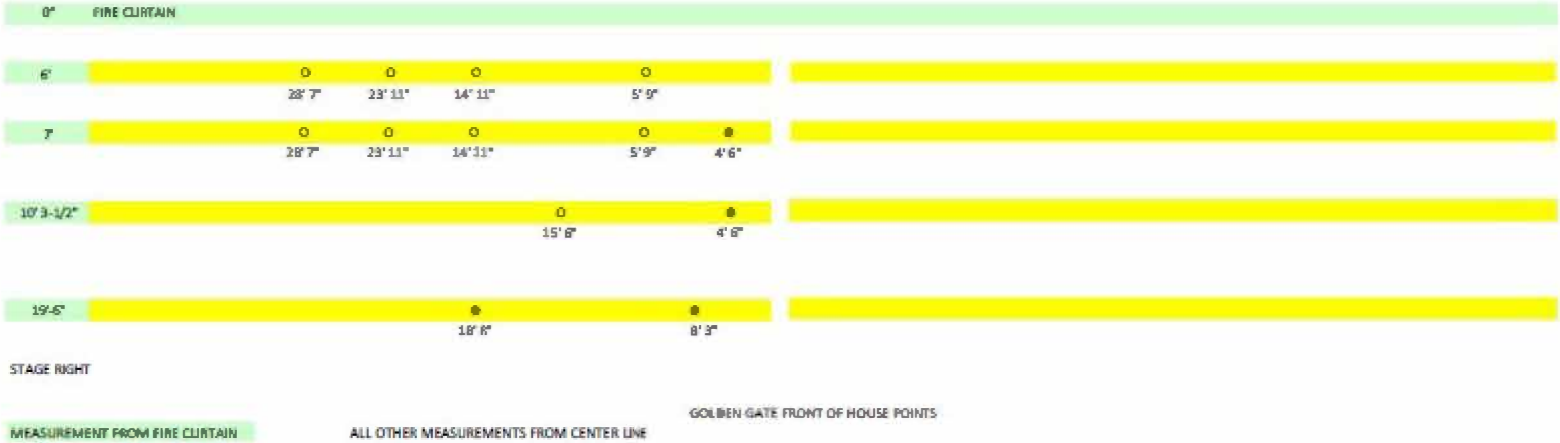 0" FIRE CURTAIN
6'
28' 7" 23' 11" 14' 11" 5' 9"
7'
28' 7" 23' 11" 14' 11" 5' 9" 4' 6"
10' 3-1/2"
15' 6" 4' 6"
19'-6"
8' 3"
STAGE RIGHT
GOLDEN GATE FRONT OF HOUSE POINTS
MEASUREMENT FROM FIRE CURTAIN ALL OTHER MEASUREMENTS FROM CENTER LINE